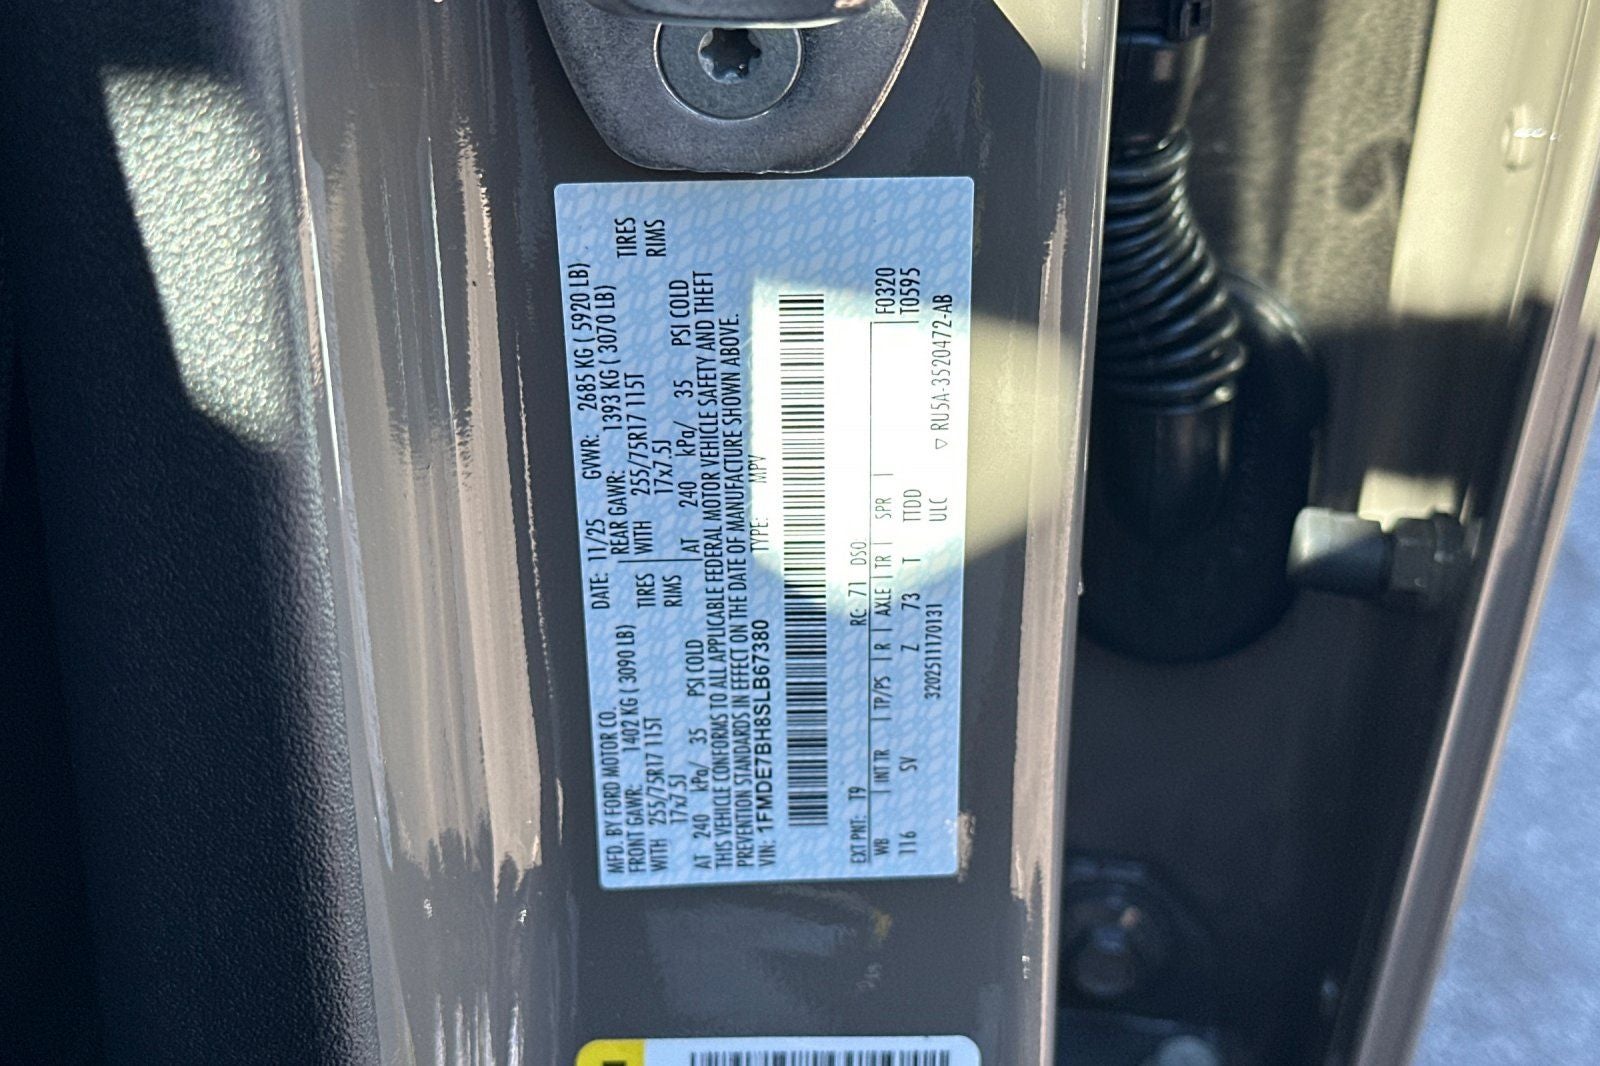 MFD. BY FORD MOTOR CO.
DATE: 11/25 GVWR: 2685 KG ( 5920 LB)
FRONT GAWR: 1402 KG ( 3090 LB) REAR GAWR: 1393 KG ( 3070 LB)
WITH 255/75R17 115T TIRES WITH 255/75R17 115T TIRES
17x7.5J RIMS 17x7.5J RIMS
AT 240 kPa/ 35 PSI COLD AT 240 kPa/ 35 PSI COLD
THIS VEHICLE CONFORMS TO ALL APPLICABLE FEDERAL MOTOR VEHICLE SAFETY AND THEFT
PREVENTION STANDARDS IN EFFECT ON THE DATE OF MANUFACTURE SHOWN ABOVE.
VIN: 1FMDE7BH8SLB67380 TYPE: MPV
EXT PNT: T9 RC: 71 DSO: F0320
WB INT TR TP/PS R AXLE TR SPR T0595
116 SV Z 73 T TTDD
3202511170131 ULC ▽ RU5A-3520472-AB